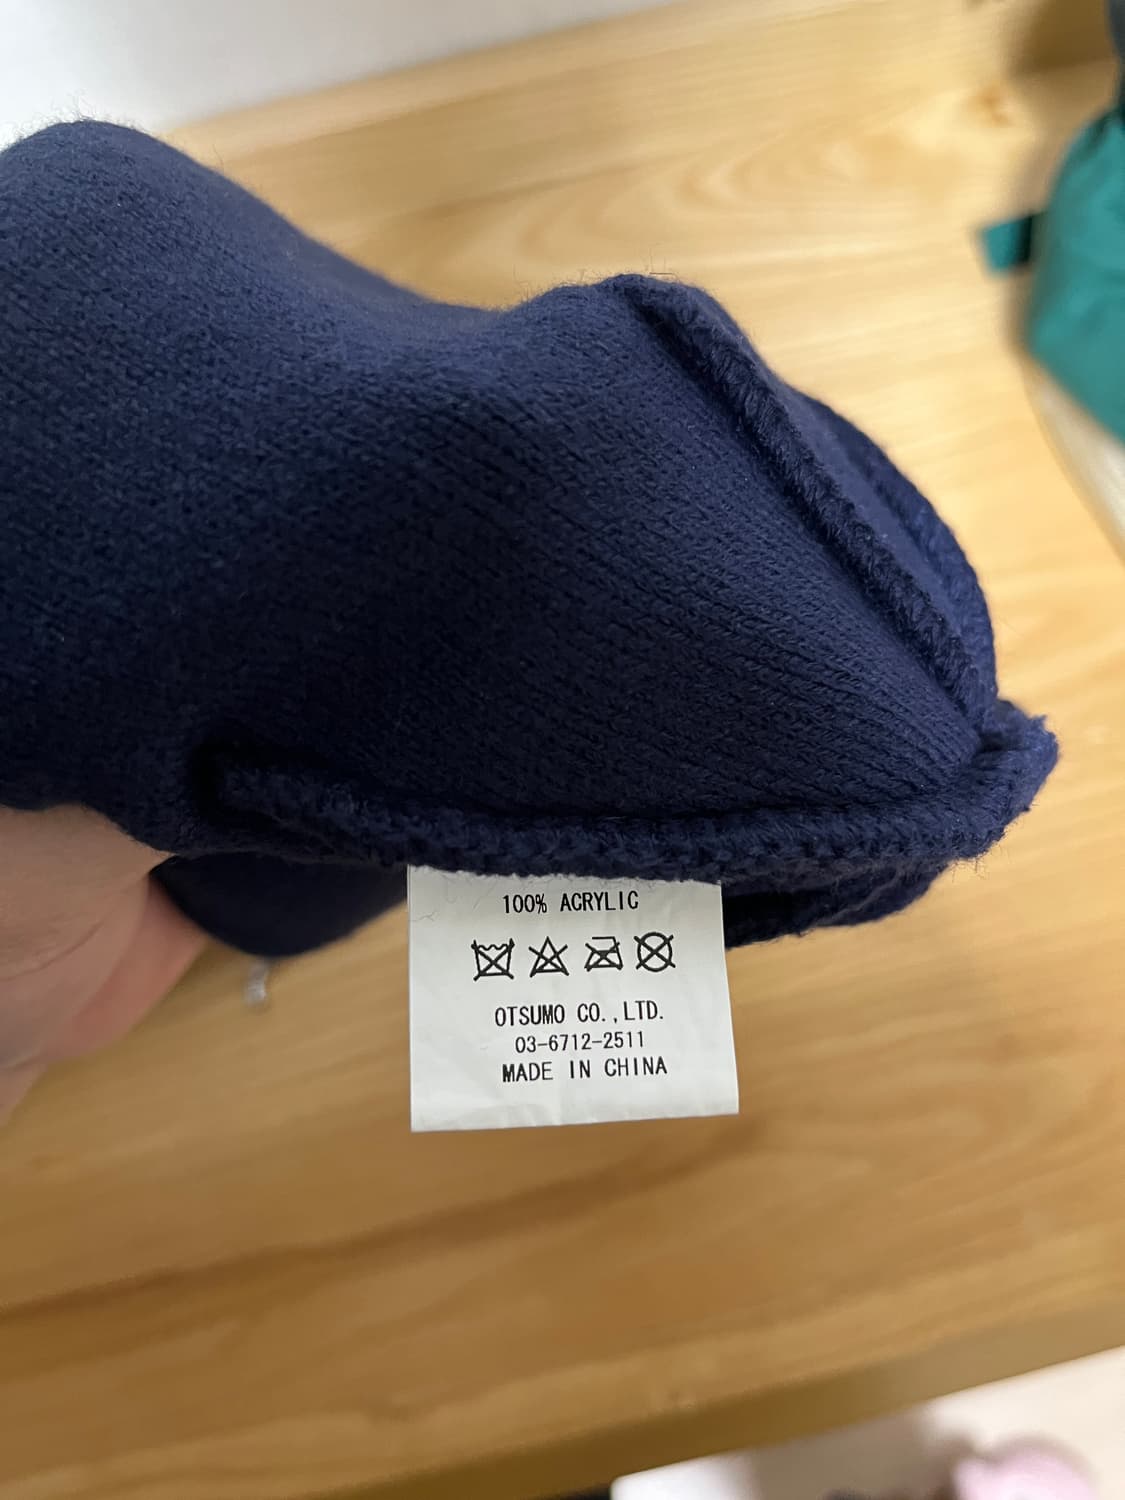 100% ACRYLIC
OTSUMO CO.,LTD.
03-6712-2511
MADE IN CHINA